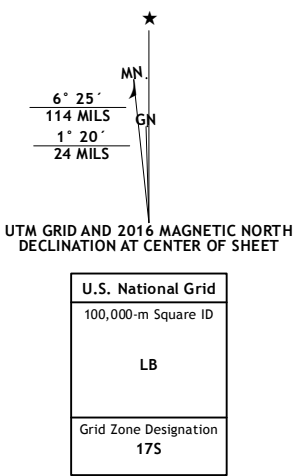 ★
MN
GN
6° 25´
114 MILS
1° 20´
24 MILS
UTM GRID AND 2016 MAGNETIC NORTH
DECLINATION AT CENTER OF SHEET
U.S. National Grid
100,000-m Square ID
LB
Grid Zone Designation
17S